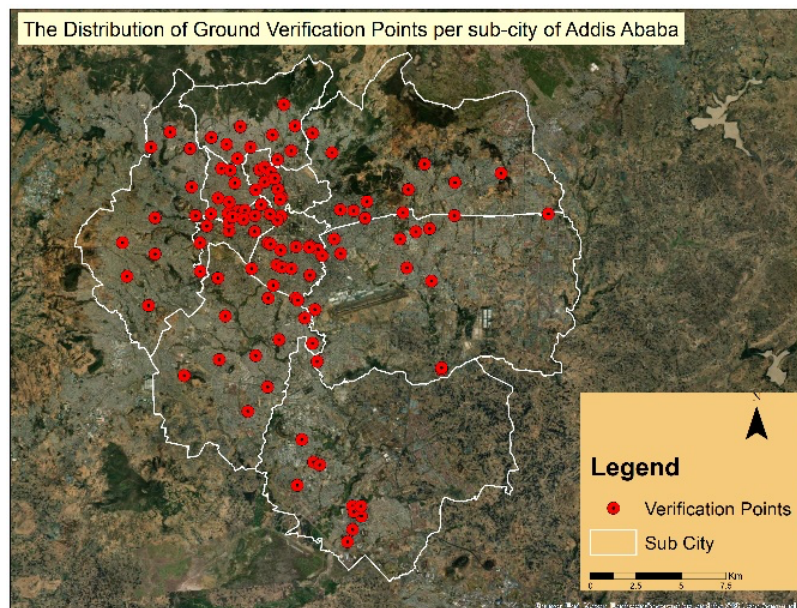 The Distribution of Ground Verification Points per sub-city of Addis Ababa
N
Legend
Verification Points
Sub City
0 2.5 5 7.5 Km